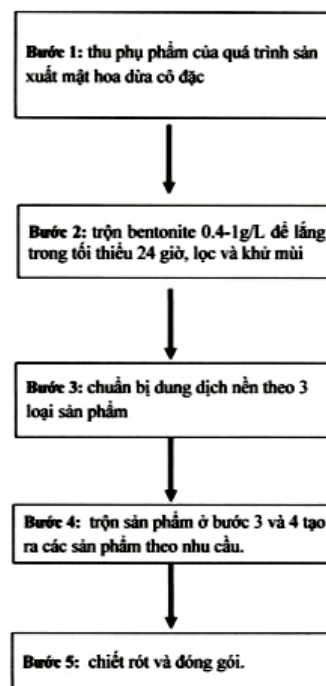 Bước 1: thu phụ phẩm của quá trình sản
xuất mật hoa dừa cô đặc
Bước 2: trộn bentonite 0.4-1g/L để lắng
trong tối thiểu 24 giờ, lọc và khử mùi
Bước 3: chuẩn bị dung dịch nền theo 3
loại sản phẩm
Bước 4: trộn sản phẩm ở bước 3 và 4 tạo
ra các sản phẩm theo nhu cầu.
Bước 5: chiết rót và đóng gói.